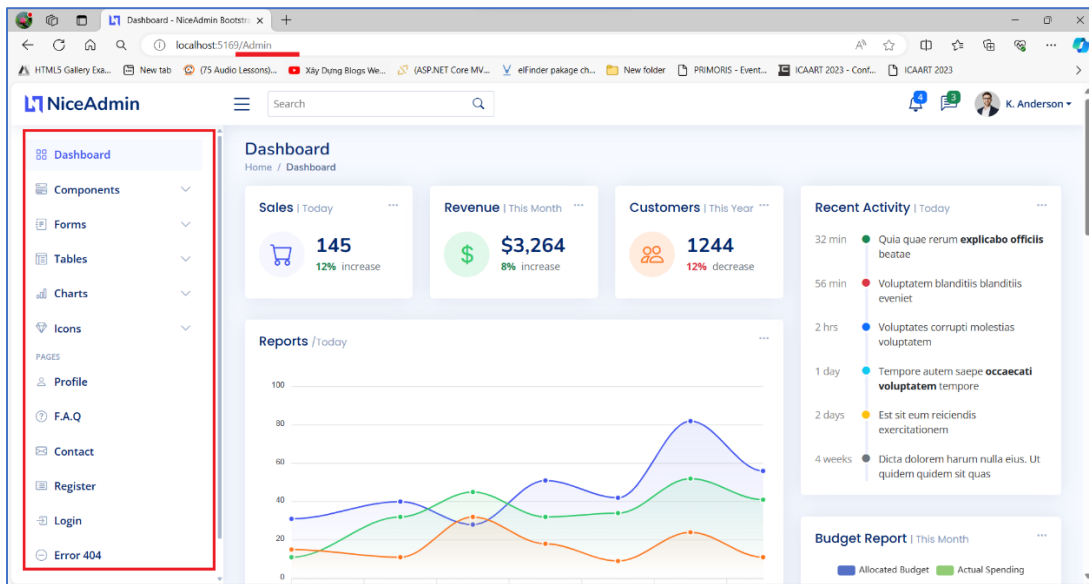 Dashboard - NiceAdmin Bootstr
localhost:5169/Admin
HTML5 Gallery Exa... New tab (75 Audio Lessons)... Xây Dựng Blogs We... (ASP.NET Core MV... elFinder pakage ch... New folder PRIMORIS - Event... ICAART 2023 - Conf... ICAART 2023
NiceAdmin
Search
4
3
K. Anderson
Dashboard
Components
Forms
Tables
Charts
Icons
PAGES
Profile
F.A.Q
Contact
Register
Login
Error 404
Dashboard
Home / Dashboard
Sales | Today
145
12% increase
Revenue | This Month
$3,264
8% increase
Customers | This Year
1244
12% decrease
Reports /Today
100
80
60
40
20
0
Recent Activity | Today
32 min Quia quae rerum explicabo officiis
beatae
56 min Voluptatem blanditiis blanditiis
eveniet
2 hrs Voluptates corrupti molestias
voluptatem
1 day Tempore autem saepe occaecati
voluptatem tempore
2 days Est sit eum reiciendis
exercitationem
4 weeks Dicta dolorem harum nulla eius. Ut
quidem quidem sit quas
Budget Report | This Month
Allocated Budget Actual Spending